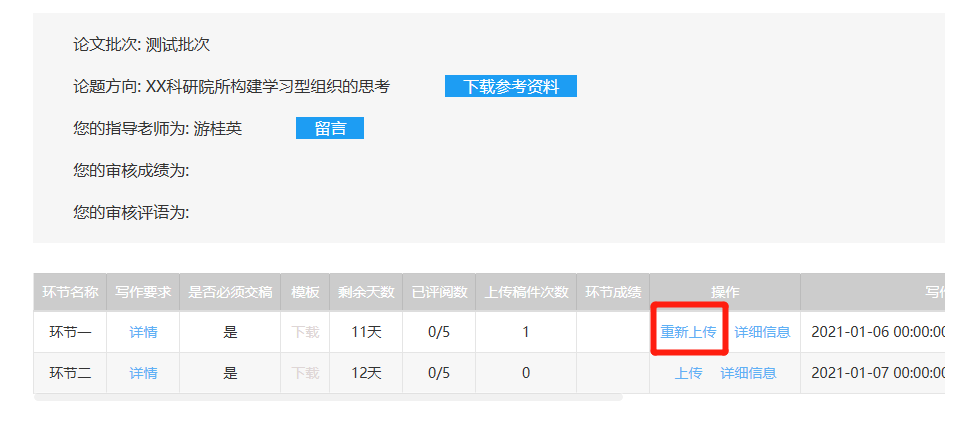 论文批次: 测试批次
论题方向: XX科研院所构建学习型组织的思考 下载参考资料
您的指导老师为: 游桂英 留言
您的审核成绩为:
您的审核评语为:
环节名称 写作要求 是否必须交稿 模板 剩余天数 已评阅数 上传稿件次数 环节成绩 操作 写
环节一 详情 是 下载 11天 0/5 1 重新上传 详细信息 2021-01-06 00:00:00
环节二 详情 是 下载 12天 0/5 0 上传 详细信息 2021-01-07 00:00:00